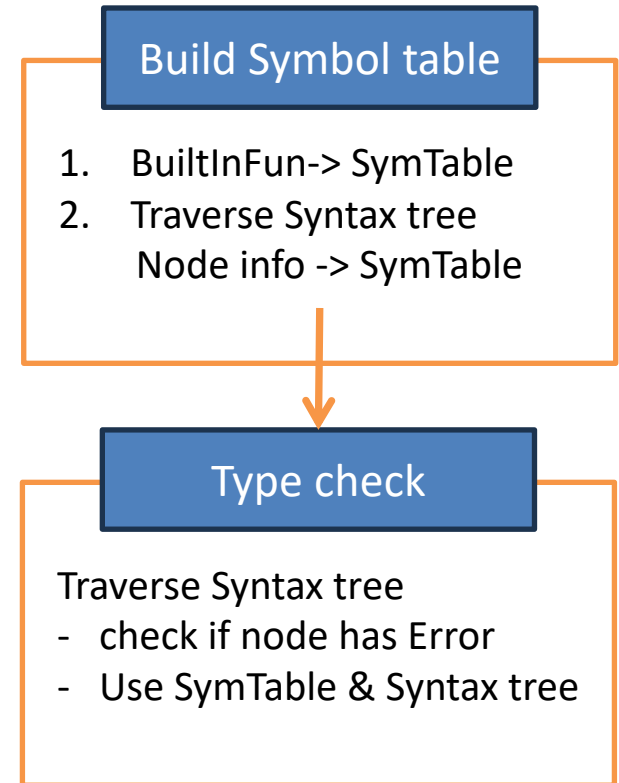 Build Symbol table
1. BuiltInFun-> SymTable
2. Traverse Syntax tree
Node info -> SymTable
Type check
Traverse Syntax tree
- check if node has Error
- Use SymTable & Syntax tree